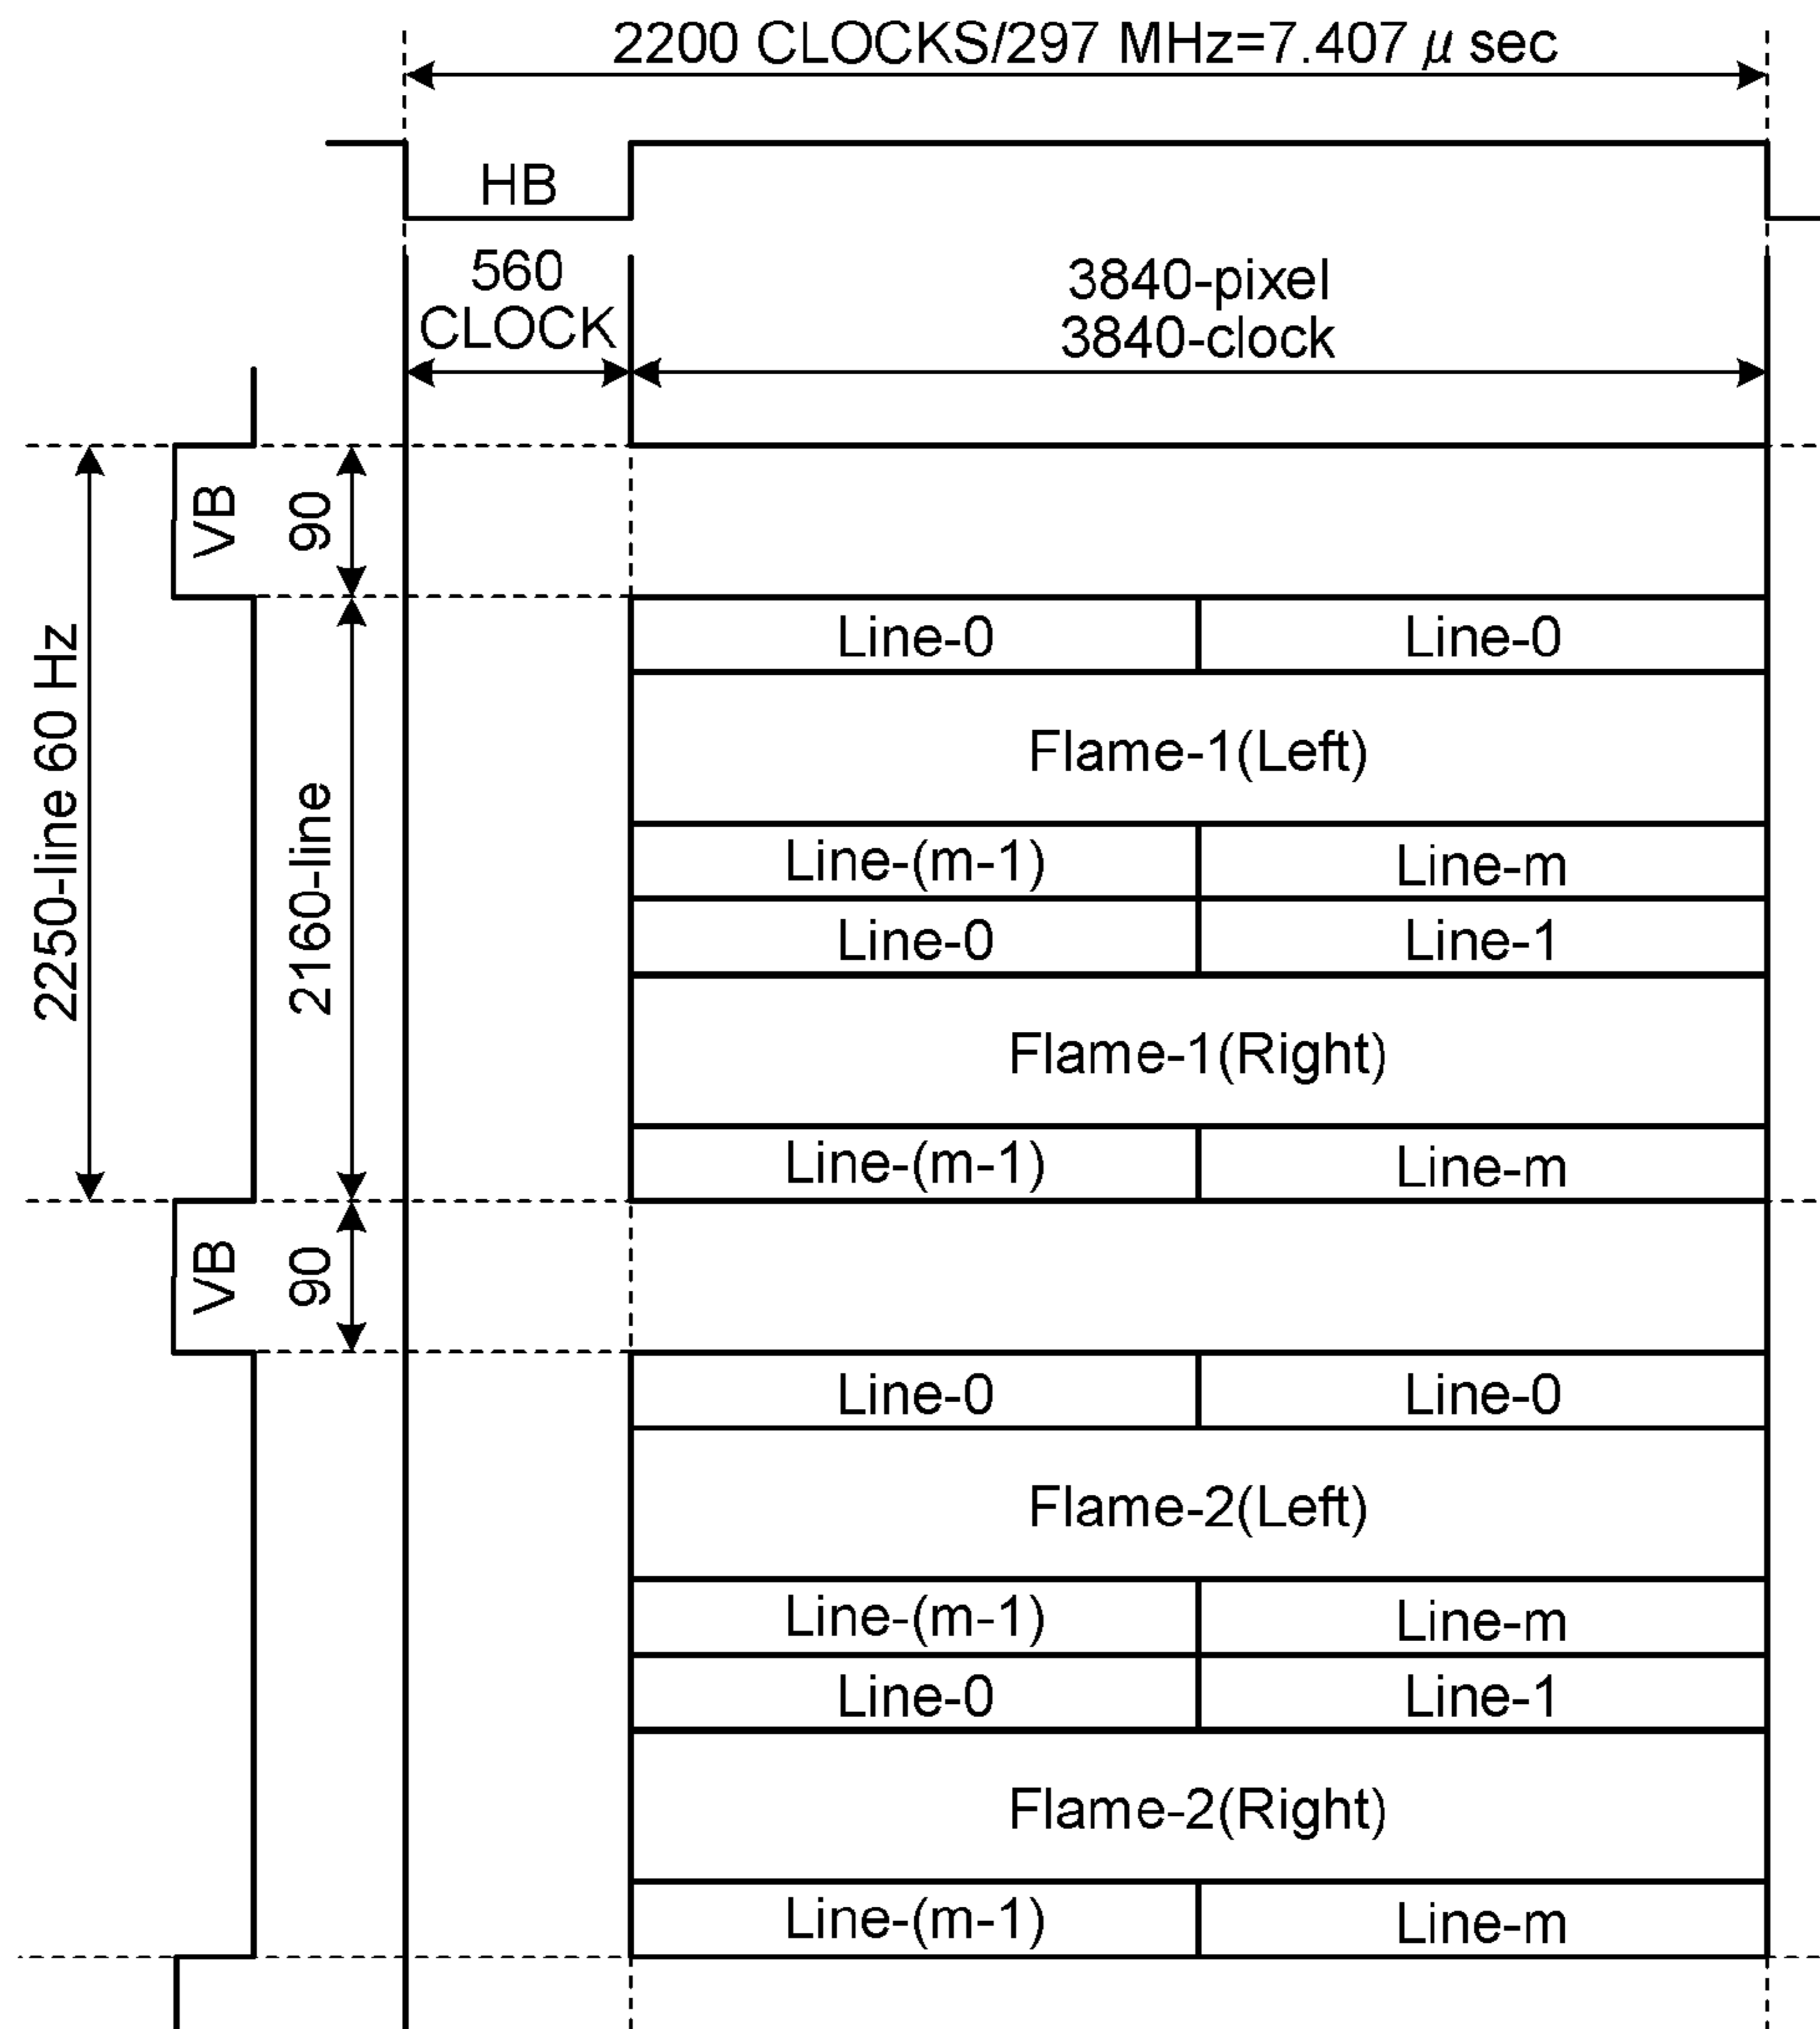 2200 CLOCKS/297 MHz=7.407 μ sec
HB
560
CLOCK
3840-pixel
3840-clock
2250-line 60 Hz
VB
90
2160-line
Line-0 Line-0
Flame-1(Left)
Line-(m-1) Line-m
Line-0 Line-1
Flame-1(Right)
Line-(m-1) Line-m
VB
90
Line-0 Line-0
Flame-2(Left)
Line-(m-1) Line-m
Line-0 Line-1
Flame-2(Right)
Line-(m-1) Line-m